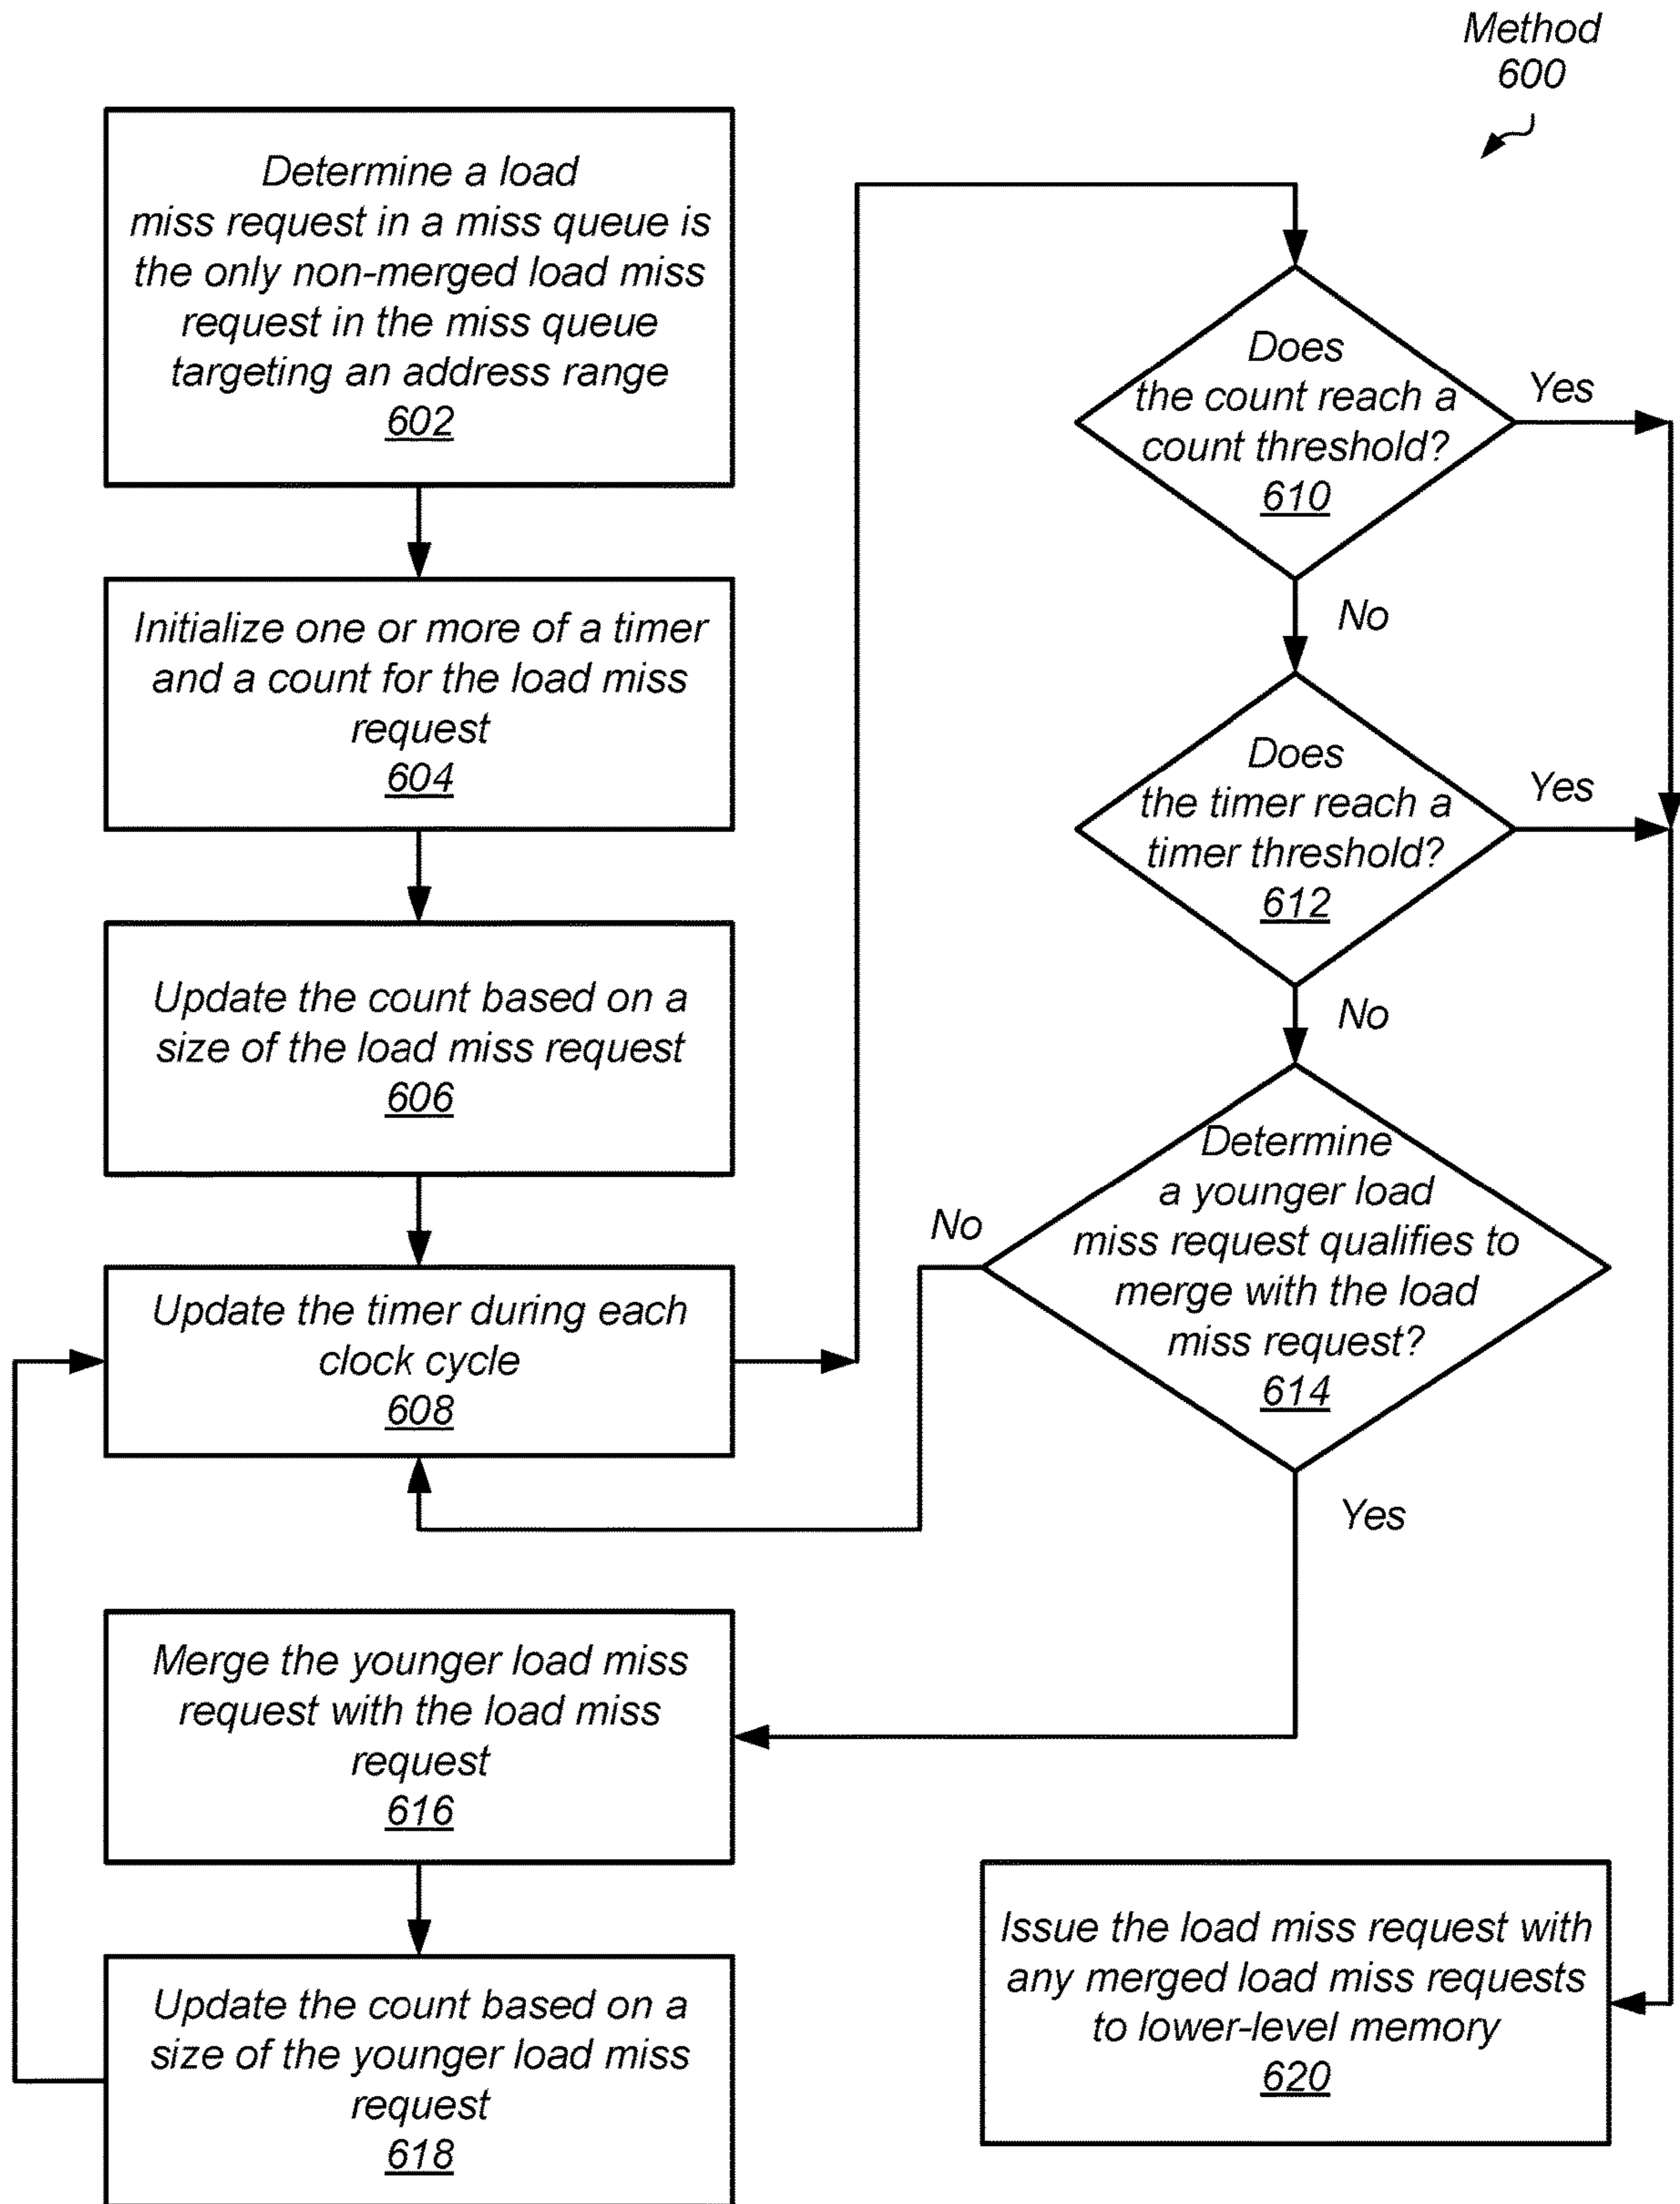 Method
600
Determine a load
miss request in a miss queue is
the only non-merged load miss
request in the miss queue
targeting an address range
602
Initialize one or more of a timer
and a count for the load miss
request
604
Update the count based on a
size of the load miss request
606
Update the timer during each
clock cycle
608
Does
the count reach a
count threshold?
610
Yes
No
Does
the timer reach a
timer threshold?
612
Yes
No
Determine
a younger load
miss request qualifies to
merge with the load
miss request?
614
No
Yes
Merge the younger load miss
request with the load miss
request
616
Update the count based on a
size of the younger load miss
request
618
Issue the load miss request with
any merged load miss requests
to lower-level memory
620